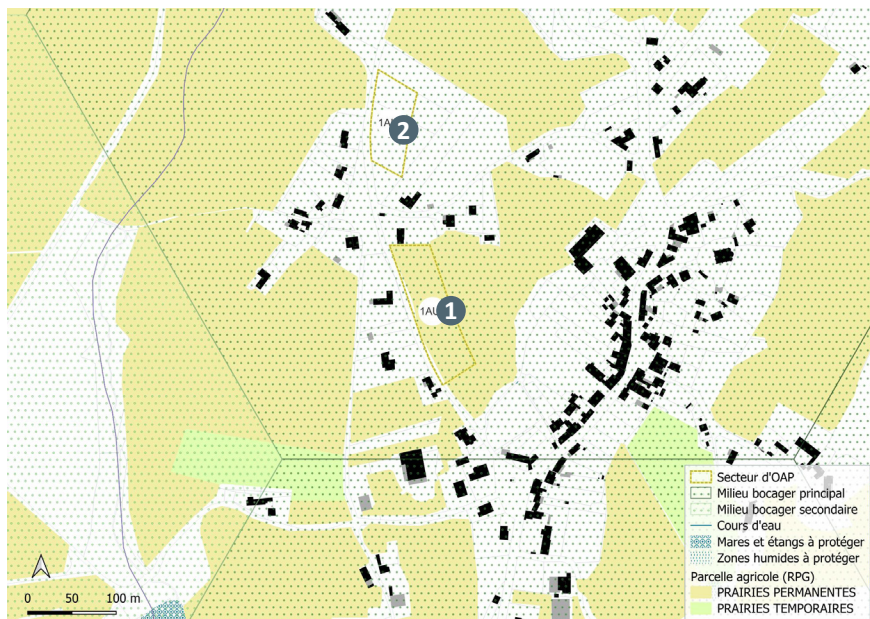 1AU
2
1AU
1
Secteur d'OAP
Milieu bocager principal
Milieu bocager secondaire
Cours d'eau
Mares et étangs à protéger
Zones humides à protéger
Parcelle agricole (RPG)
PRAIRIES PERMANENTES
PRAIRIES TEMPORAIRES
0 50 100 m